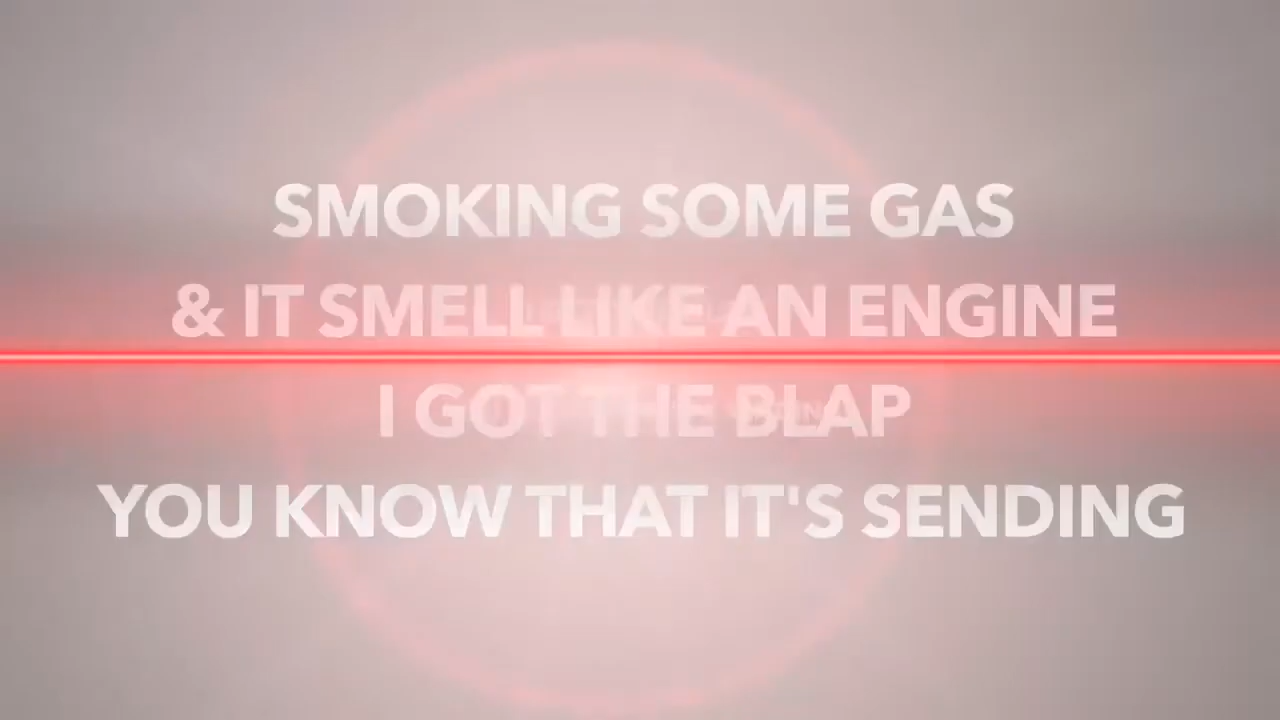 SMOKING SOME GAS
& IT SMELL LIKE AN ENGINE
I GOT THE BLAP
YOU KNOW THAT IT'S SENDING